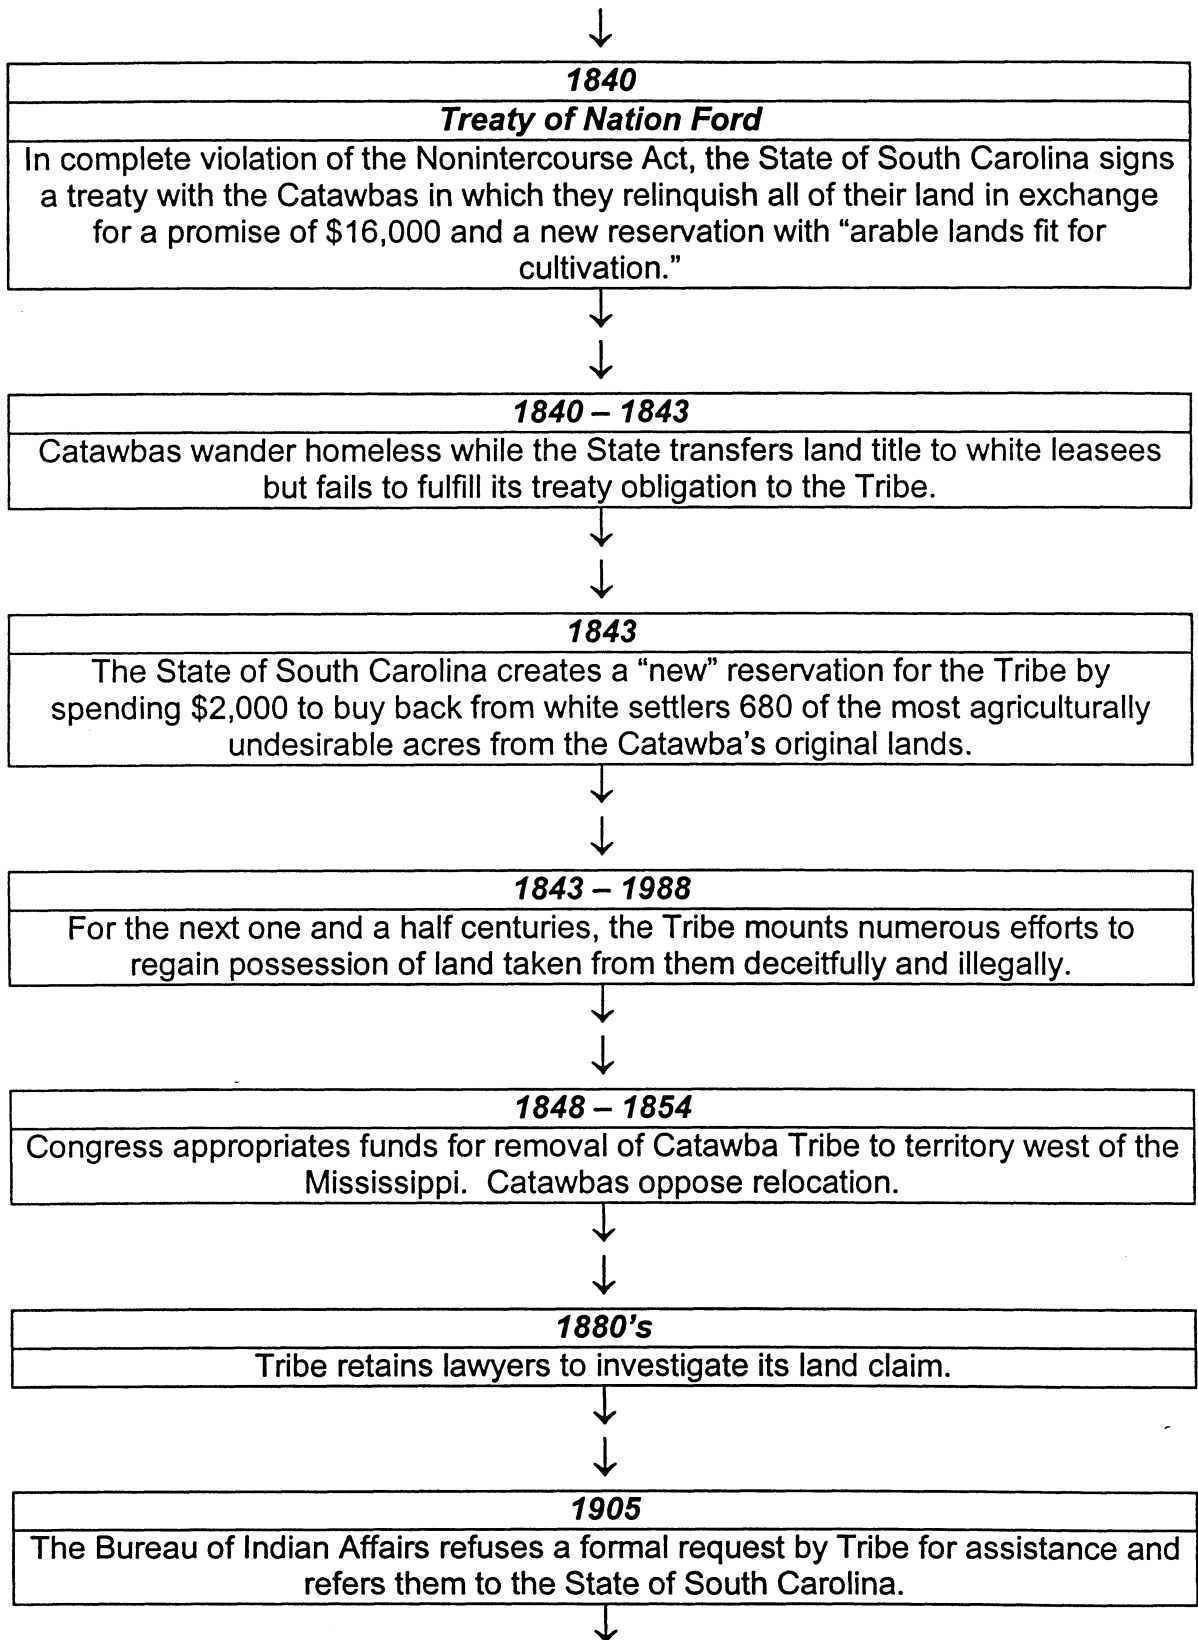 1840
Treaty of Nation Ford
In complete violation of the Nonintercourse Act, the State of South Carolina signs
a treaty with the Catawbas in which they relinquish all of their land in exchange
for a promise of $16,000 and a new reservation with “arable lands fit for
cultivation.”
1840 – 1843
Catawbas wander homeless while the State transfers land title to white leasees
but fails to fulfill its treaty obligation to the Tribe.
1843
The State of South Carolina creates a “new” reservation for the Tribe by
spending $2,000 to buy back from white settlers 680 of the most agriculturally
undesirable acres from the Catawba’s original lands.
1843 – 1988
For the next one and a half centuries, the Tribe mounts numerous efforts to
regain possession of land taken from them deceitfully and illegally.
1848 – 1854
Congress appropriates funds for removal of Catawba Tribe to territory west of the
Mississippi.  Catawbas oppose relocation.
1880’s
Tribe retains lawyers to investigate its land claim.
1905
The Bureau of Indian Affairs refuses a formal request by Tribe for assistance and
refers them to the State of South Carolina.